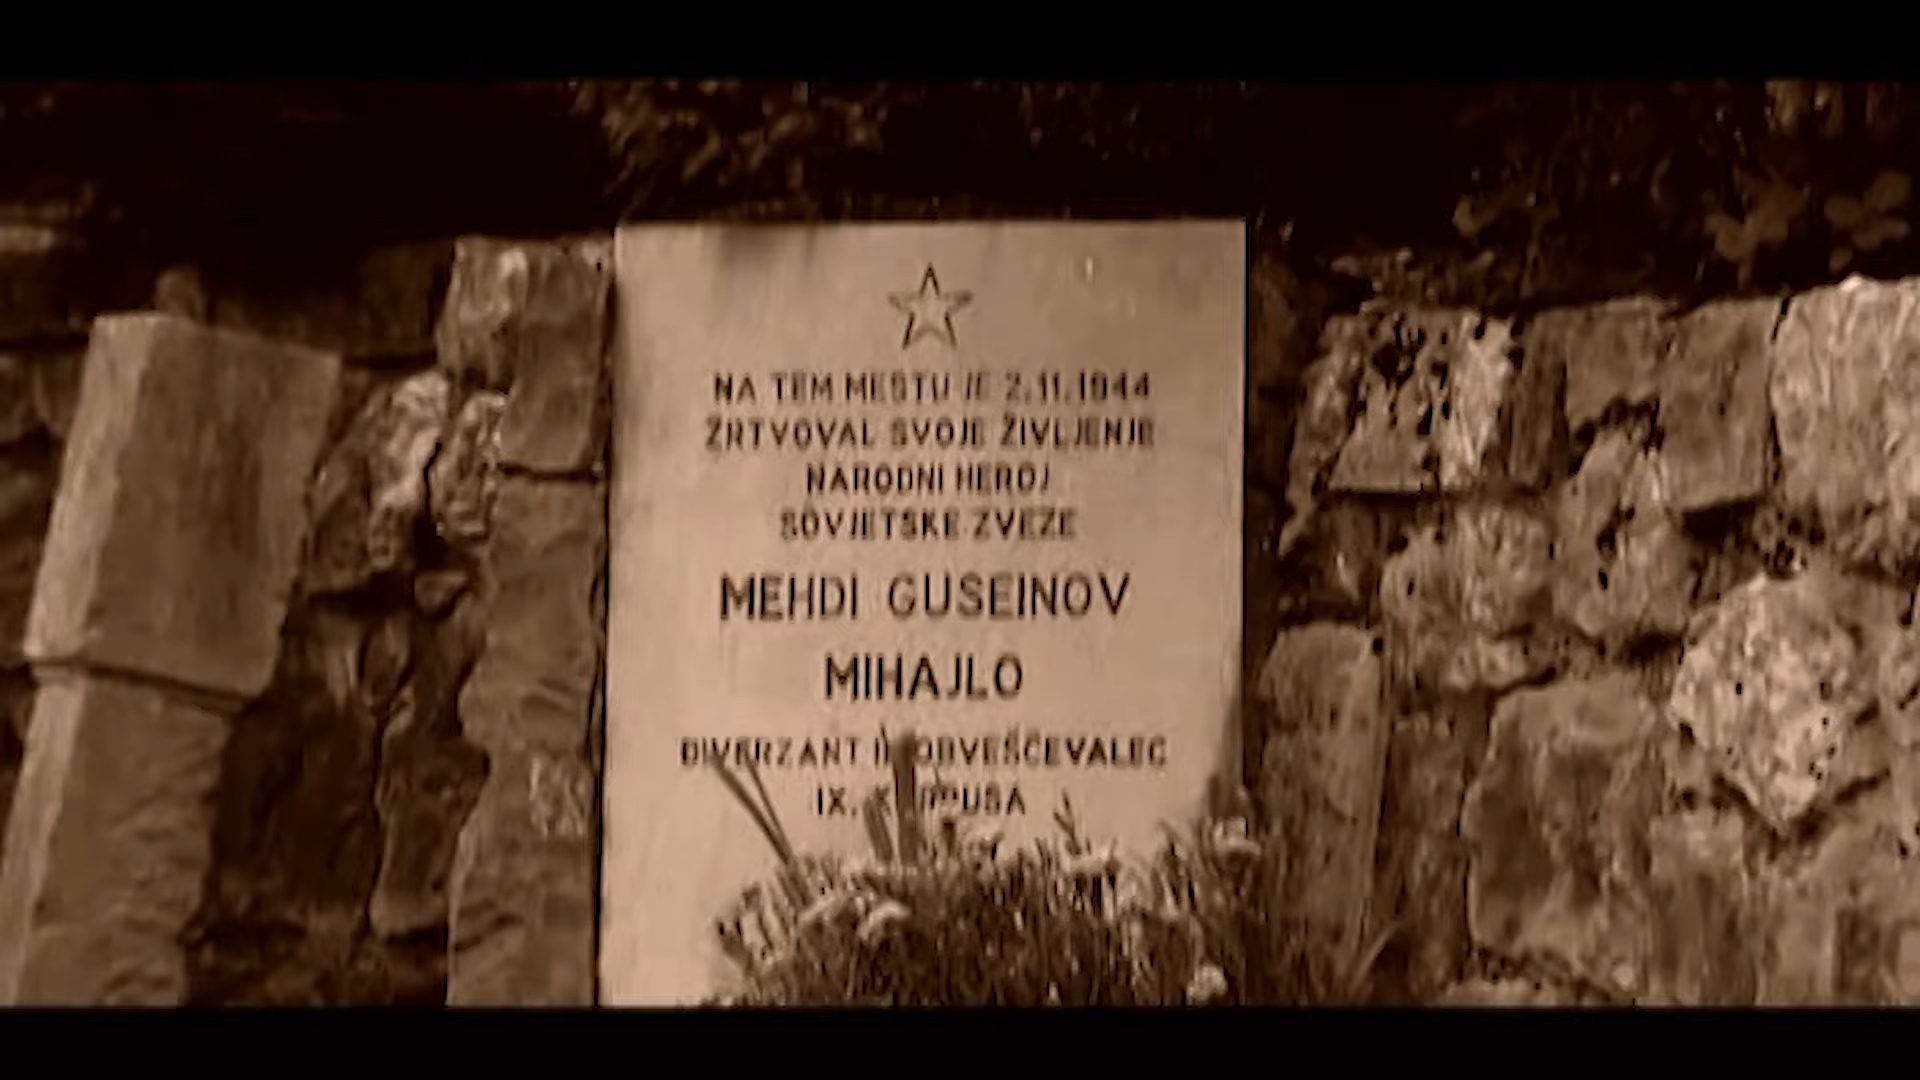 NA TEM MESTU JE 2.11.1944
ŽRTVOVAL SVOJE ŽIVLJENJE
NARODNI HEROJ
SOVJETSKE ZVEZE
MEHDI GUSEINOV
MIHAJLO
DIVERZANT OBVEŠČEVALEC
IX.